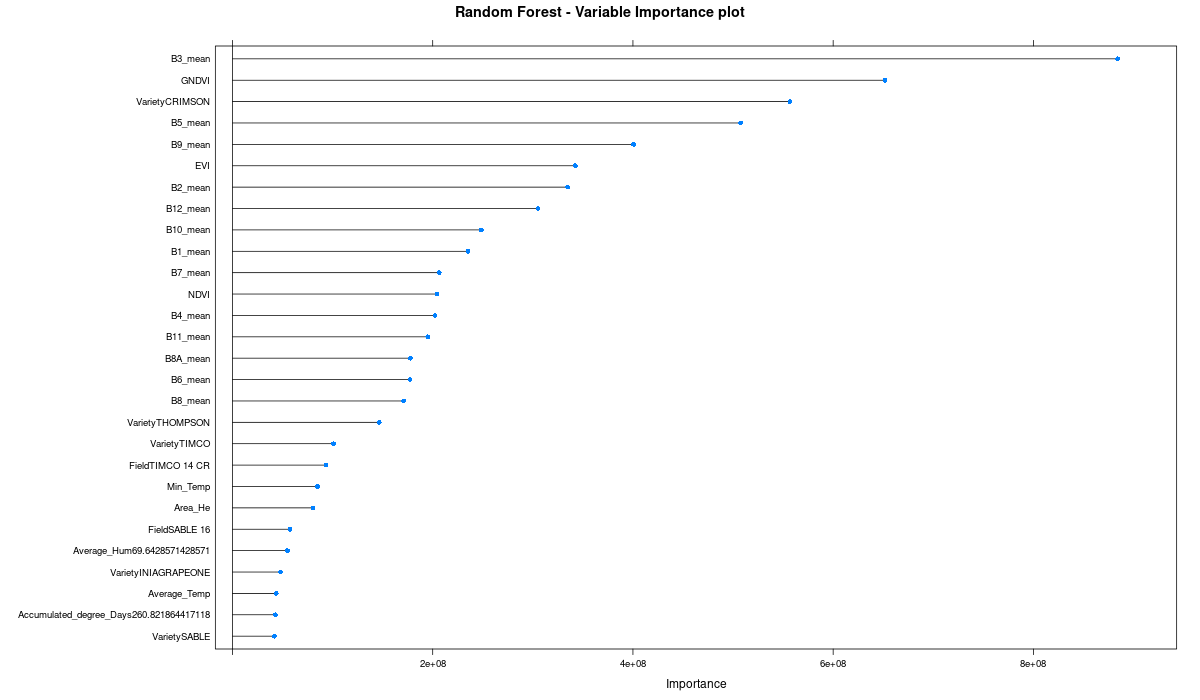 Random Forest - Variable Importance plot
B3_mean
GNDVI
VarietyCRIMSON
B5_mean
B9_mean
EVI
B2_mean
B12_mean
B10_mean
B1_mean
B7_mean
NDVI
B4_mean
B11_mean
B8A_mean
B6_mean
B8_mean
VarietyTHOMPSON
VarietyTIMCO
FieldTIMCO 14 CR
Min_Temp
Area_He
FieldSABLE 16
Average_Hum69.6428571428571
VarietyINIAGRAPEONE
Average_Temp
Accumulated_degree_Days260.821864417118
VarietySABLE
2e+08 4e+08 6e+08 8e+08
Importance